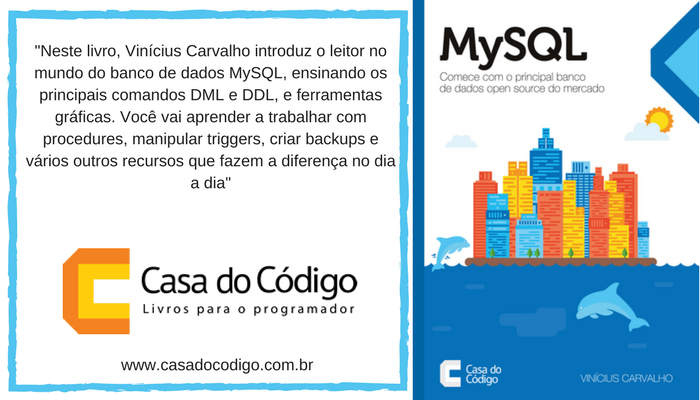 "Neste livro, Vinícius Carvalho introduz o leitor no
mundo do banco de dados MySQL, ensinando os
principais comandos DML e DDL, e ferramentas
gráficas. Você vai aprender a trabalhar com
procedures, manipular triggers, criar backups e
vários outros recursos que fazem a diferença no dia
a dia"
Casa do Código
Livros para o programador
www.casadocodigo.com.br
MySQL
Comece com o principal banco
de dados open source do mercado
Casa do
Código
VINÍCIUS CARVALHO